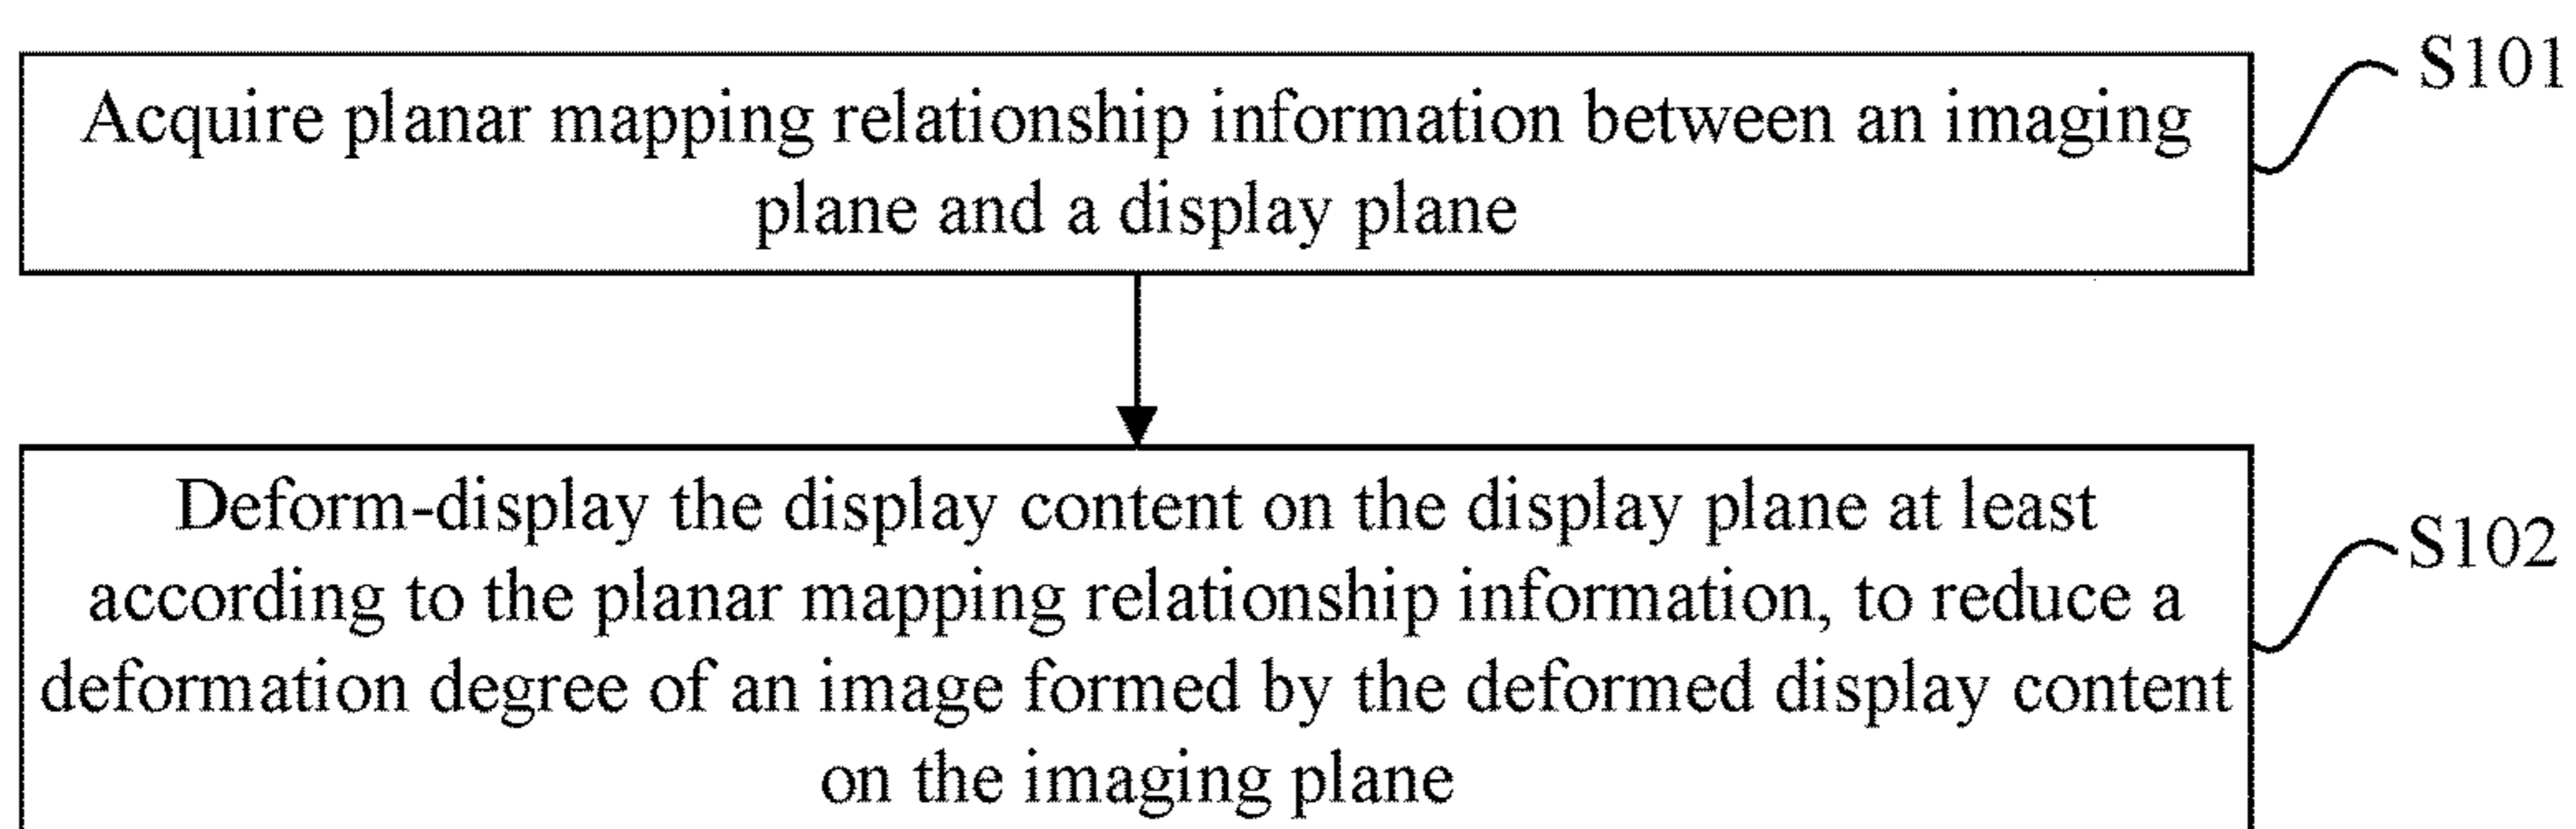 S101
Acquire planar mapping relationship information between an imaging
plane and a display plane
Deform-display the display content on the display plane at least
S102
according to the planar mapping relationship information, to reduce a
deformation degree of an image formed by the deformed display content
on the imaging plane